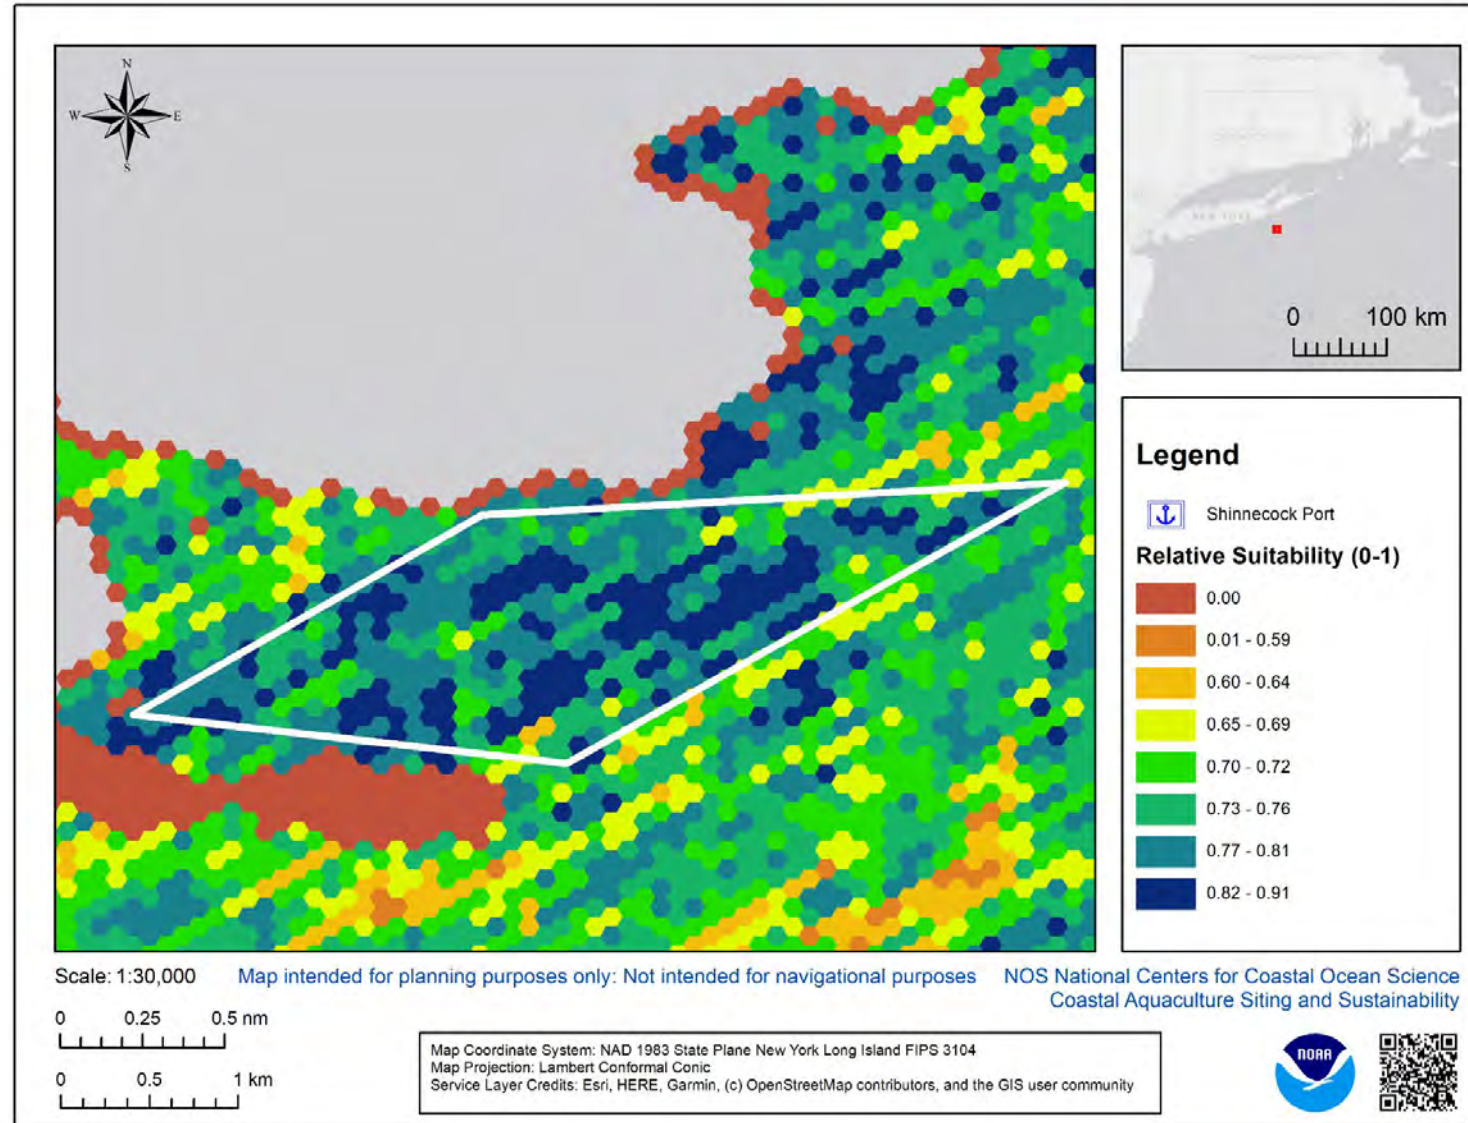 N
W
E
S
NEW YORK
0 100 km
Legend
Shinnecock Port
Relative Suitability (0-1)
0.00
0.01 - 0.59
0.60 - 0.64
0.65 - 0.69
0.70 - 0.72
0.73 - 0.76
0.77 - 0.81
0.82 - 0.91
Scale: 1:30,000
Map intended for planning purposes only: Not intended for navigational purposes
NOS National Centers for Coastal Ocean Science
Coastal Aquaculture Siting and Sustainability
0 0.25 0.5 nm
0 0.5 1 km
Map Coordinate System: NAD 1983 State Plane New York Long Island FIPS 3104
Map Projection: Lambert Conformal Conic
Service Layer Credits: Esri, HERE, Garmin, (c) OpenStreetMap contributors, and the GIS user community
NOAA